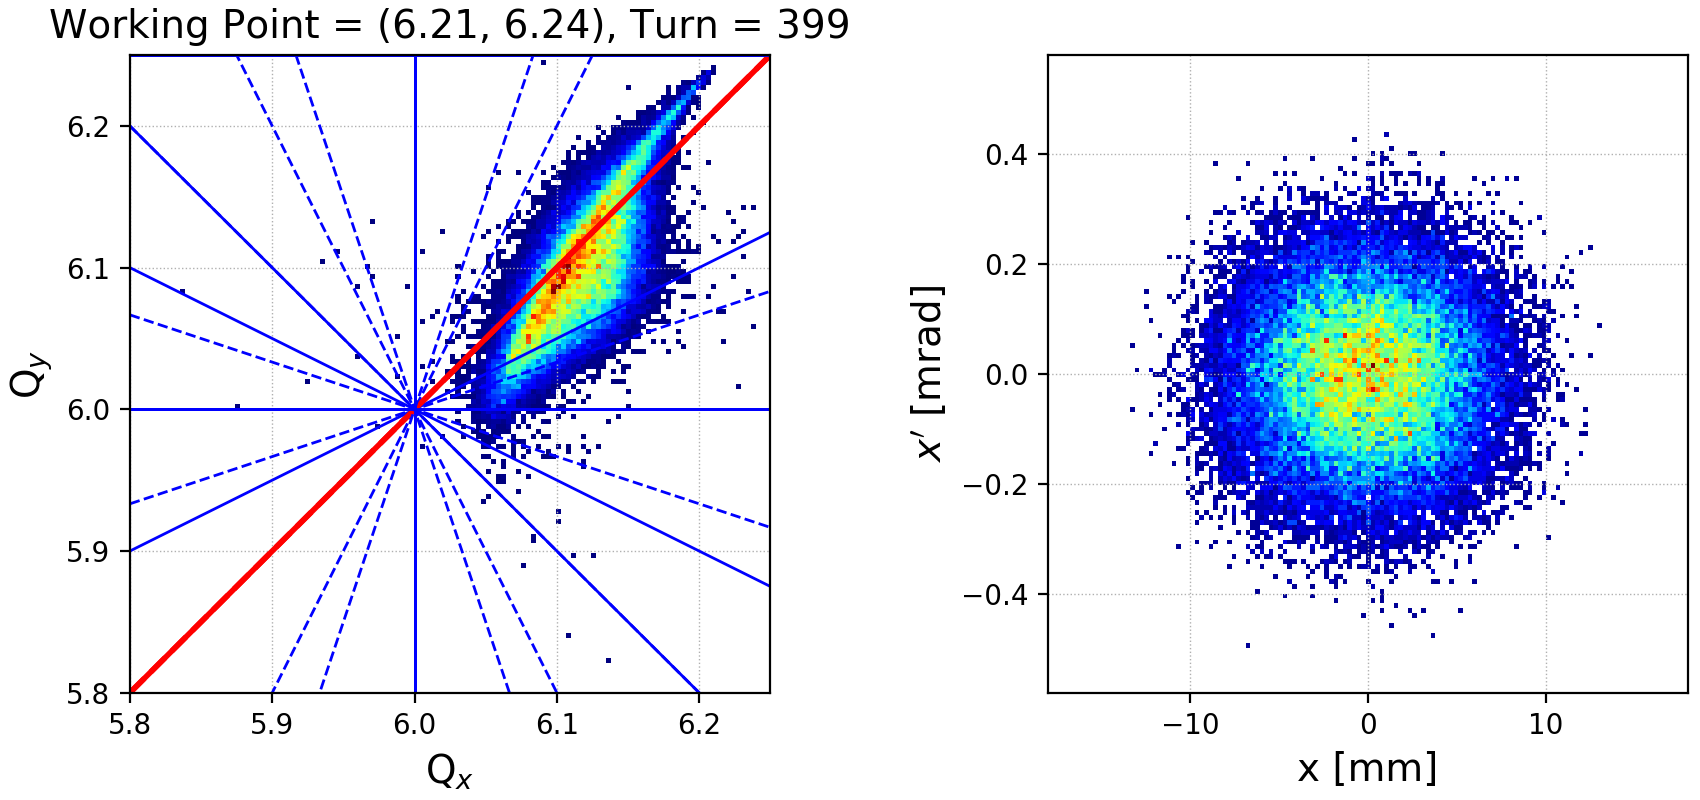 Working Point = (6.21, 6.24), Turn = 399
6.2
6.1
6.0
5.9
5.8
Qy
5.8 5.9 6.0 6.1 6.2
Qx
0.4
0.2
0.0
−0.2
−0.4
x′ [mrad]
−10 0 10
x [mm]